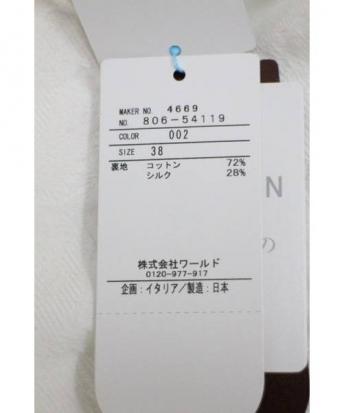 MAKER NO 4669
NO. 806-54119
COLOR 002
SIZE 38
裏地 コットン 72%
シルク 28%
N
の
株式会社ワールド
0120-977-917
企画:イタリア/製造:日本